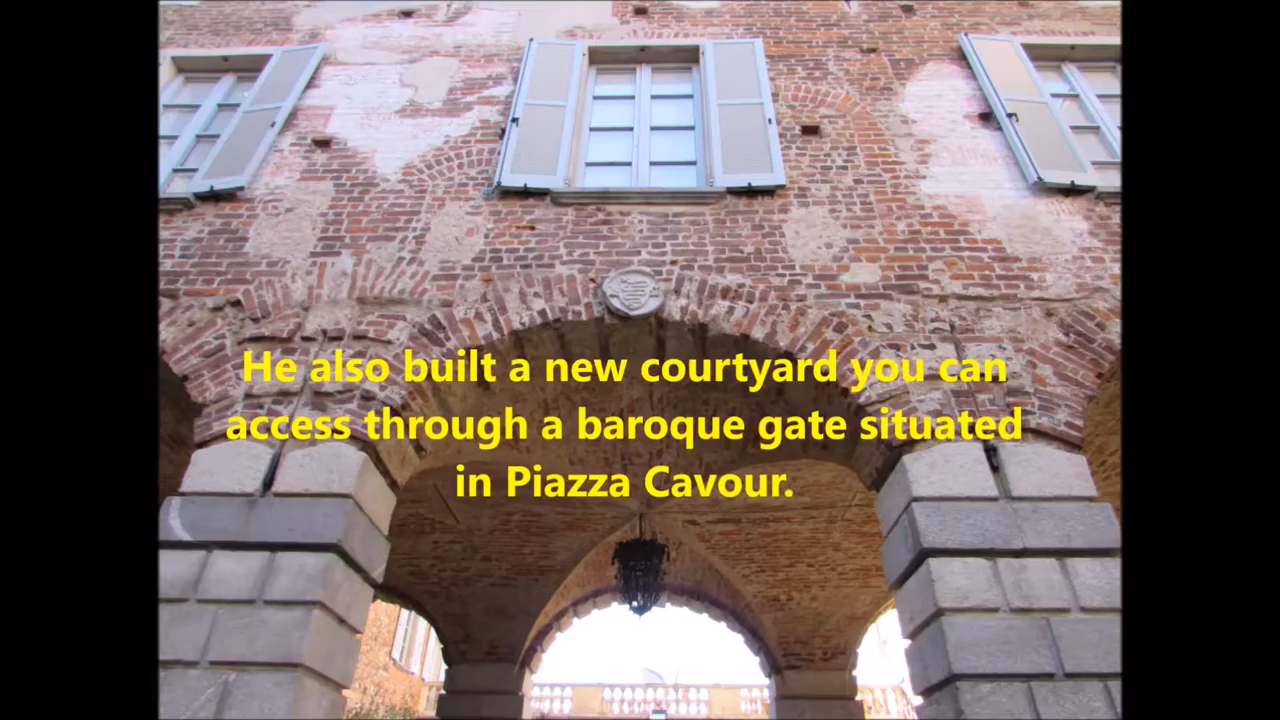 He also built a new courtyard you can
access through a baroque gate situated
in Piazza Cavour.